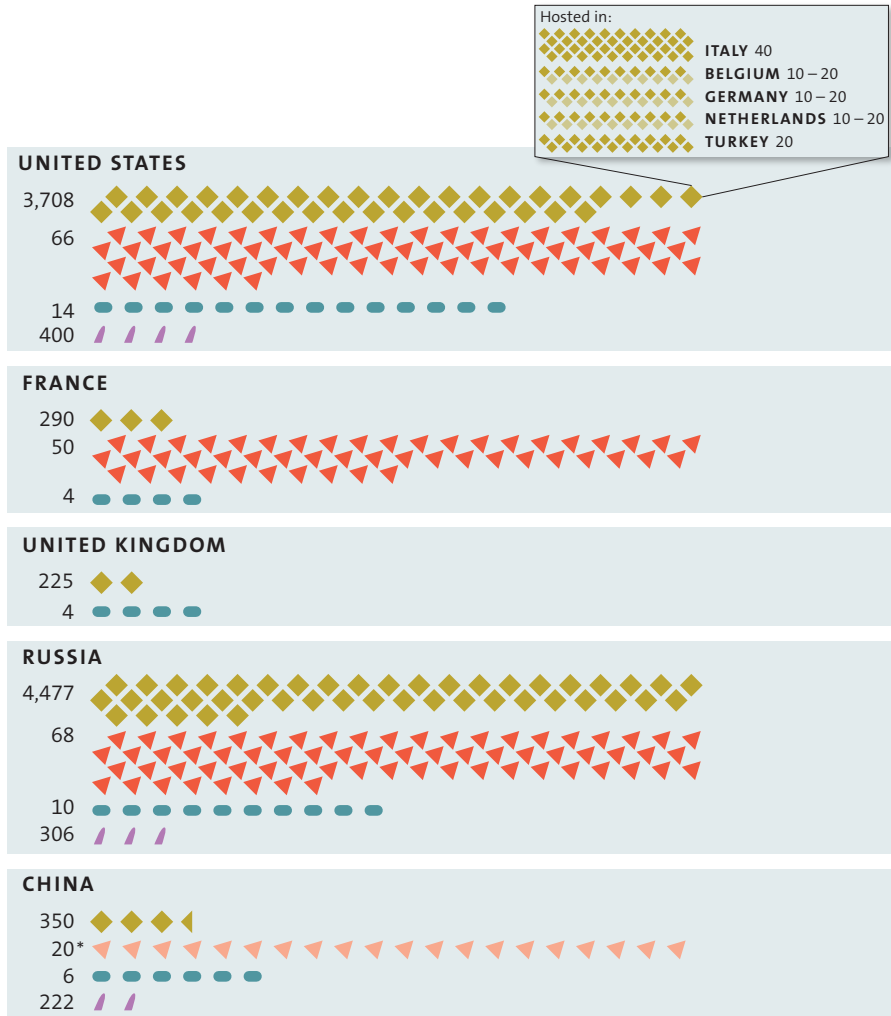 Hosted in:
ITALY 40
BELGIUM 10–20
GERMANY 10–20
NETHERLANDS 10–20
TURKEY 20
UNITED STATES
3,708
66
14
400
FRANCE
290
50
4
UNITED KINGDOM
225
4
RUSSIA
4,477
68
10
306
CHINA
350
20*
6
222